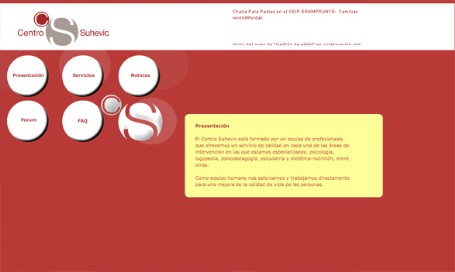 Centro Suhevic
Charla Para Padres en el CEIP ERAMPRUNYÀ: Familias
reconstituidas
Presentación
Servicios
Noticias
Forum
FAQ
Presentación
El Centro Suhevic está formado por un equipo de profesionales
que ofrecemos un servicio de calidad en cada una de las áreas de
intervención en las que estamos especializados: psicología,
logopedia, psicopedagogía, psiquiatría y dietética-nutrición, entre
otras.
Como equipo humano nos esforzamos y trabajamos directamente
para una mejora de la calidad de vida de las personas.